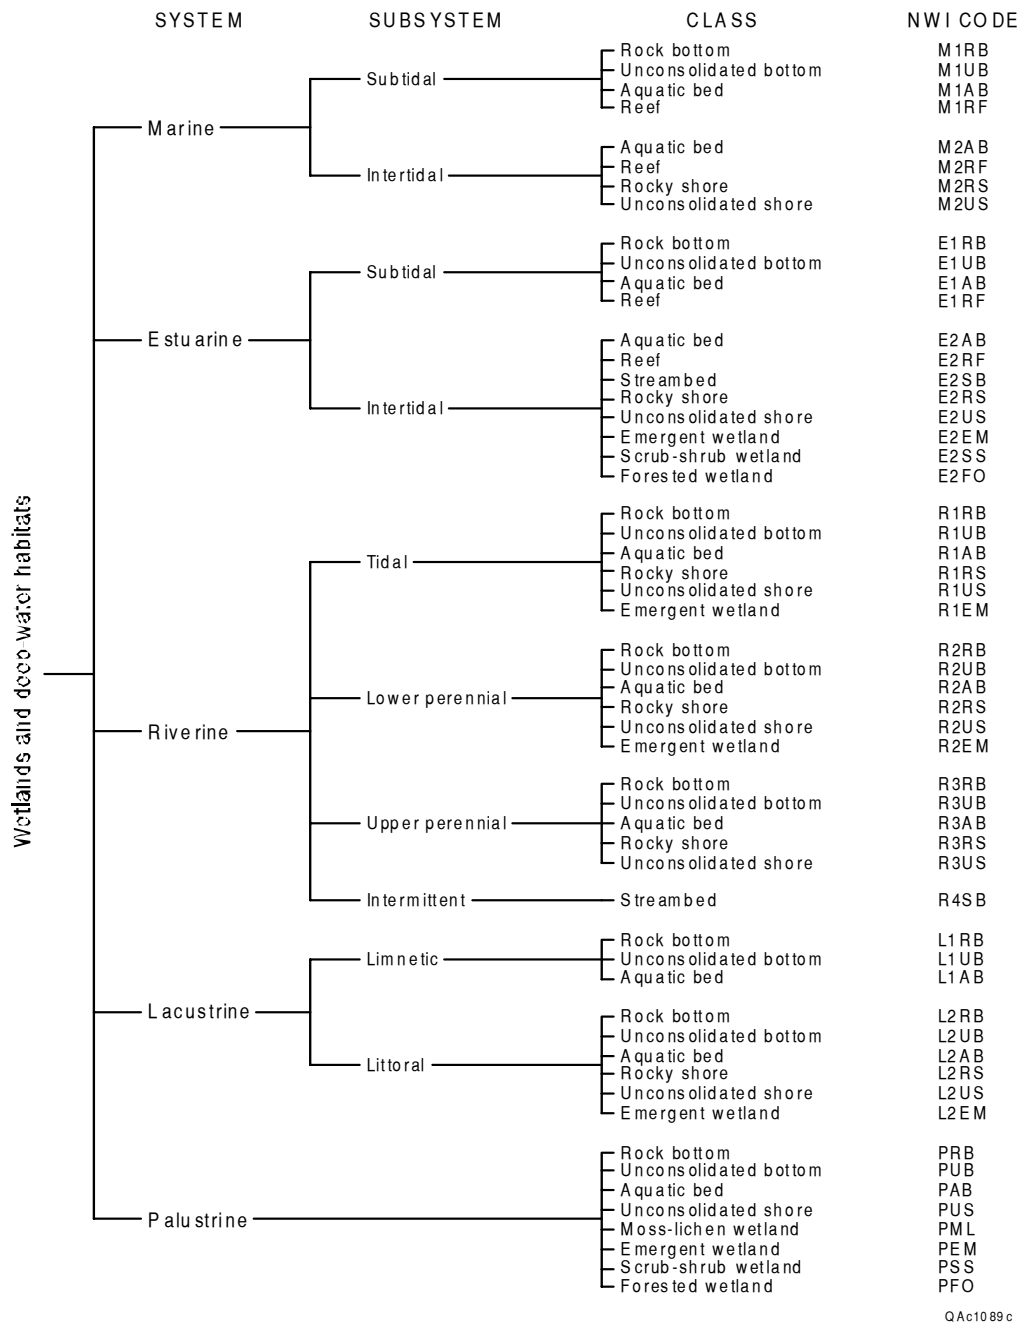 SYSTEM SUBSYSTEM CLASS NWI CODE
Rock bottom M1RB
Subtidal Unconsolidated bottom M1UB
Aquatic bed M1AB
Reef M1RF
Marine
Aquatic bed M2AB
Reef M2RF
Intertidal Rocky shore M2RS
Unconsolidated shore M2US
Rock bottom E1RB
Subtidal Unconsolidated bottom E1UB
Aquatic bed E1AB
Reef E1RF
Estuarine Aquatic bed E2AB
Reef E2RF
Streambed E2SB
Rocky shore E2RS
Intertidal Unconsolidated shore E2US
Emergent wetland E2EM
Scrub-shrub wetland E2SS
Forested wetland E2FO
Wetlands and habitats
Rock bottom R1RB
Unconsolidated bottom R1UB
Tidal Aquatic bed R1AB
Rocky shore R1RS
Unconsolidated shore R1US
Emergent wetland R1EM
Rock bottom R2RB
Unconsolidated bottom R2UB
Lower perennial Aquatic bed R2AB
Rocky shore R2RS
Unconsolidated shore R2US
Riverine Emergent wetland R2EM
Rock bottom R3RB
Unconsolidated bottom R3UB
Upper perennial Aquatic bed R3AB
Rocky shore R3RS
Unconsolidated shore R3US
Intermittent Streambed R4SB
Rock bottom L1RB
Limnetic Unconsolidated bottom L1UB
Aquatic bed L1AB
Lacustrine
Rock bottom L2RB
Unconsolidated bottom L2UB
Littoral Aquatic bed L2AB
Rocky shore L2RS
Unconsolidated shore L2US
Emergent wetland L2EM
Rock bottom PRB
Unconsolidated bottom PUB
Aquatic bed PAB
Palustrine Unconsolidated shore PUS
Moss-lichen wetland PML
Emergent wetland PEM
Scrub-shrub wetland PSS
Forested wetland PFO
QAc1089c